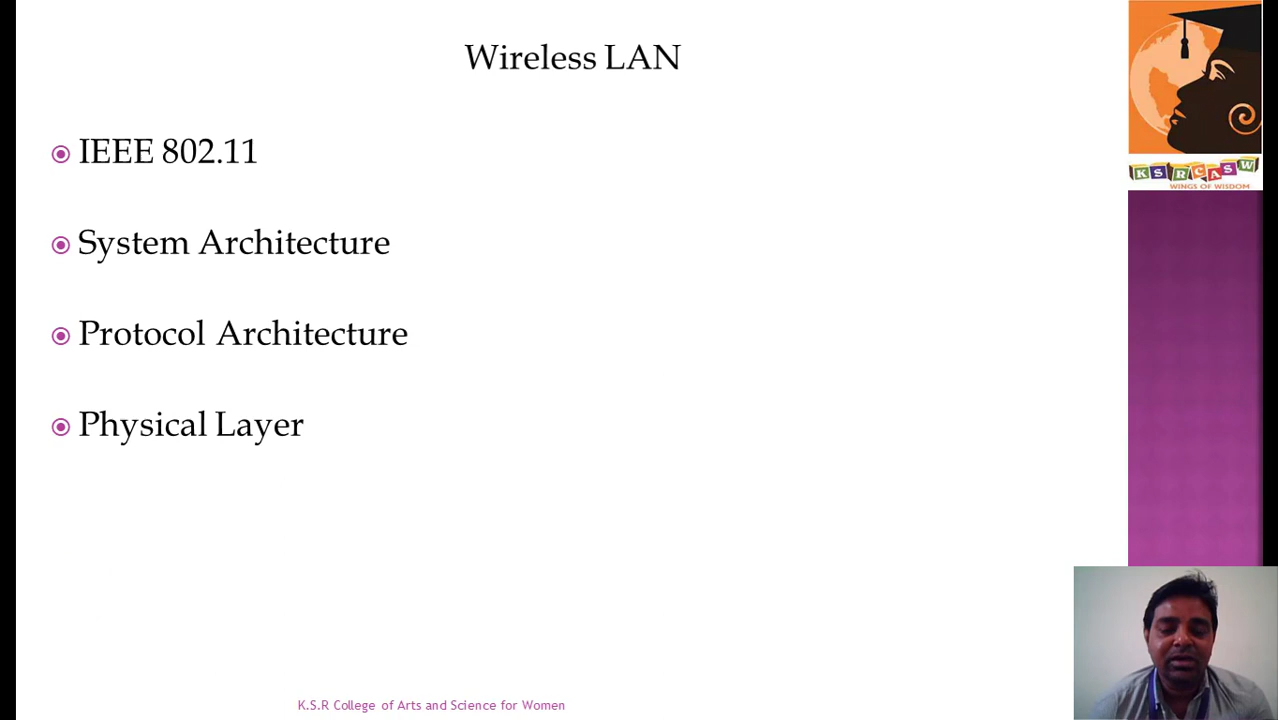 Wireless LAN
IEEE 802.11
System Architecture
Protocol Architecture
Physical Layer
KSRCASW
WINGS OF WISDOM
K.S.R College of Arts and Science for Women